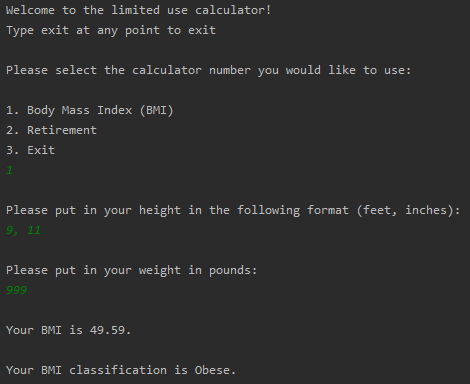 Welcome to the limited use calculator!
Type exit at any point to exit
Please select the calculator number you would like to use:
1. Body Mass Index (BMI)
2. Retirement
3. Exit
1
Please put in your height in the following format (feet, inches):
9, 11
Please put in your weight in pounds:
999
Your BMI is 49.59.
Your BMI classification is Obese.